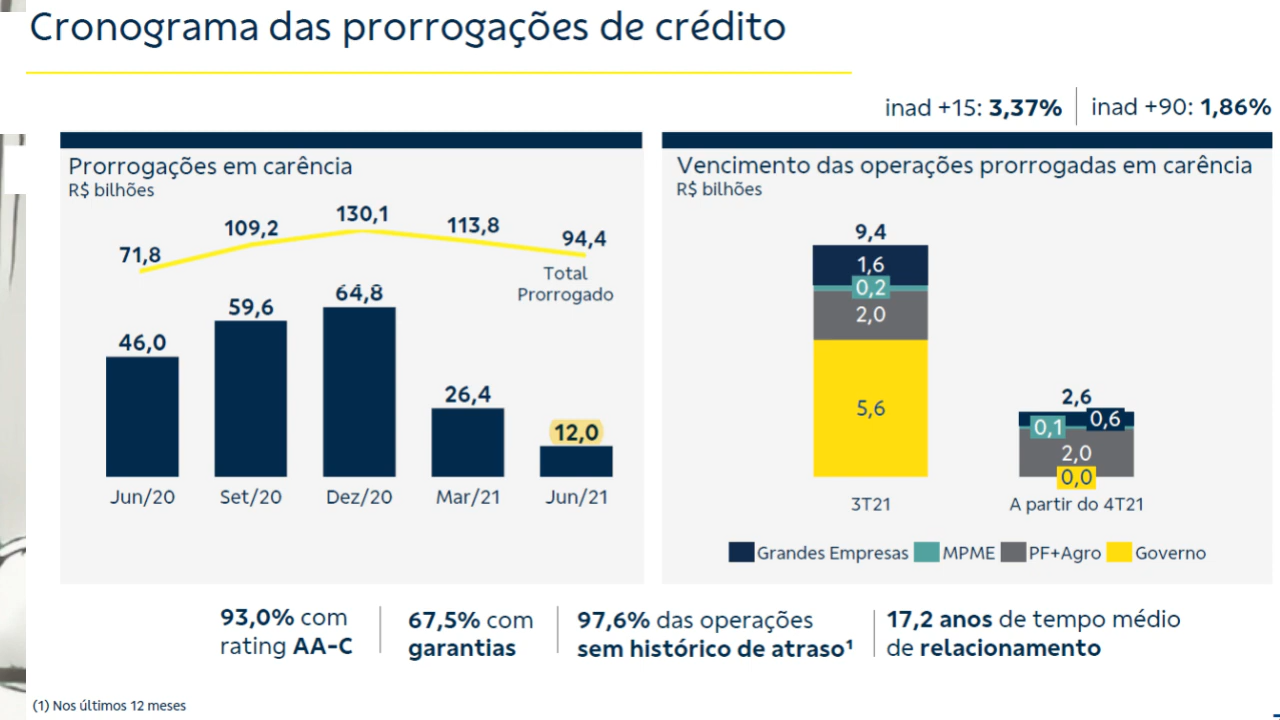 Cronograma das prorrogações de crédito
inad +15: 3,37% inad +90: 1,86%
Prorrogações em carência
R$ bilhões
71,8
109,2
130,1
113,8
94,4
Total
Prorrogado
46,0
59,6
64,8
26,4
12,0
Jun/20 Set/20 Dez/20 Mar/21 Jun/21
Vencimento das operações prorrogadas em carência
R$ bilhões
9,4
1,6
0,2
2,0
5,6
2,6
0,6
0,1
2,0
0,0
3T21 A partir do 4T21
Grandes Empresas MPME PF+Agro Governo
93,0% com
rating AA-C
67,5% com
garantias
97,6% das operações
sem histórico de atraso¹
17,2 anos de tempo médio
de relacionamento
(1) Nos últimos 12 meses